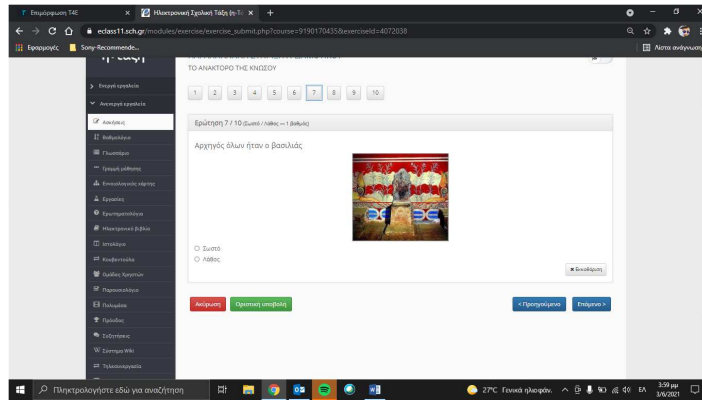 Επιμόρφωση T4E
Ηλεκτρονική Σχολική Τάξη (η-Τά
eclass11.sch.gr/modules/exercise/exercise_submit.php?course=9190170435&exerciseId=4072038
Εφαρμογές
Sony-Recommende...
Λίστα ανάγνωσης
ΤΟ ΑΝΑΚΤΟΡΟ ΤΗΣ ΚΝΩΣΟΥ
Ενεργά εργαλεία
Ανενεργά εργαλεία
Ασκήσεις
Βαθμολόγιο
Γλωσσάριο
Γραμμή μάθησης
Εννοιολογικός χάρτης
Εργασίες
Ερωτηματολόγια
Ηλεκτρονικό βιβλίο
Ιστολόγιο
Κουβεντούλα
Ομάδες Χρηστών
Παρουσιολόγιο
Πολυμέσα
Πρόοδος
Συζητήσεις
Σύστημα Wiki
Τηλεσυνεργασία
1 2 3 4 5 6 7 8 9 10
Ερώτηση 7 / 10 (Σωστό / Λάθος — 1 βαθμός)
Αρχηγός όλων ήταν ο βασιλιάς
Σωστό
Λάθος
Εκκαθάριση
Ακύρωση
Οριστική υποβολή
< Προηγούμενο
Επόμενο >
Πληκτρολογήστε εδώ για αναζήτηση
27°C Γενικά ηλιοφάν.
ΕΛ
3:59 μμ
3/6/2021